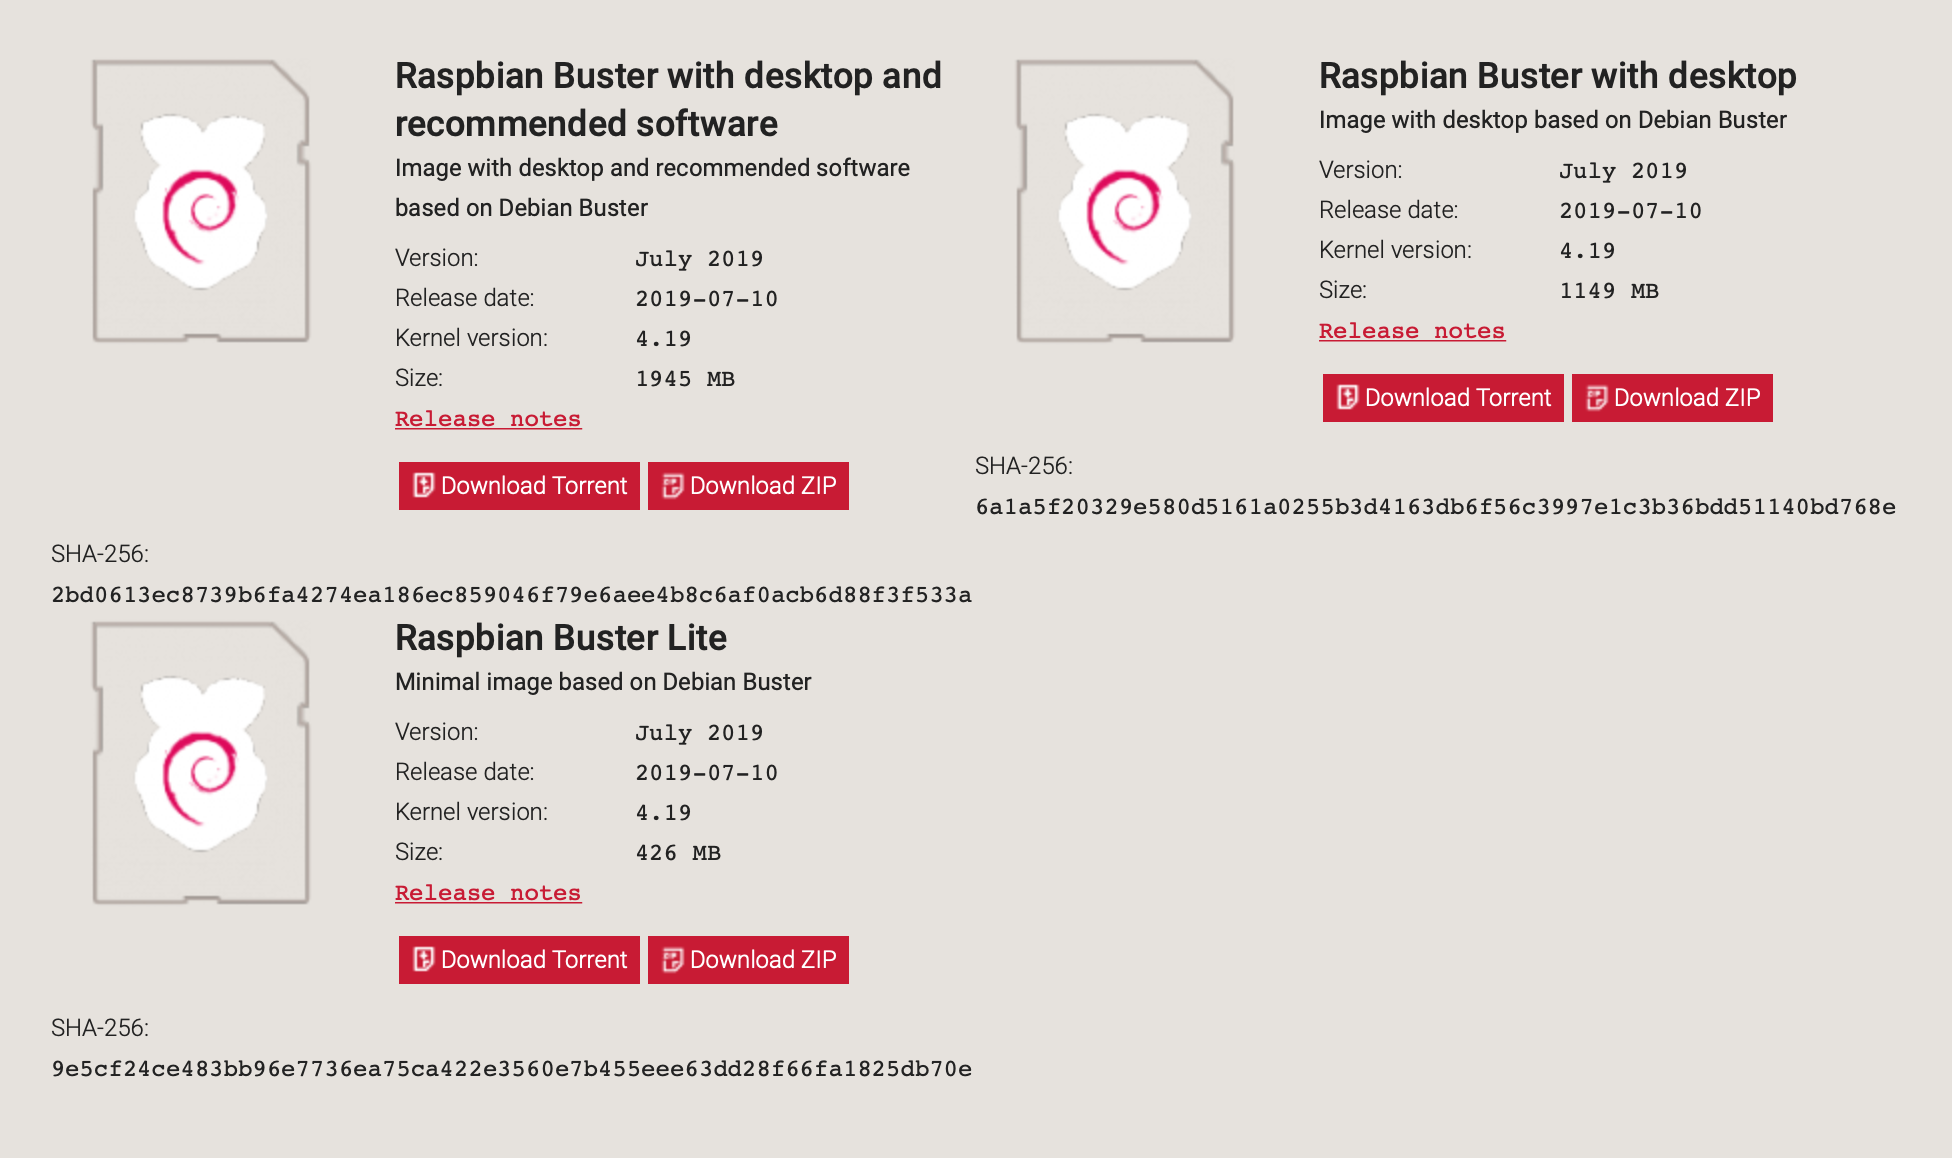 Raspbian Buster with desktop and
recommended software
Image with desktop and recommended software
based on Debian Buster
Version: July 2019
Release date: 2019-07-10
Kernel version: 4.19
Size: 1945 MB
Release notes
Download Torrent Download ZIP
SHA-256:
2bd0613ec8739b6fa4274ea186ec859046f79e6aee4b8c6af0acb6d88f3f533a
Raspbian Buster with desktop
Image with desktop based on Debian Buster
Version: July 2019
Release date: 2019-07-10
Kernel version: 4.19
Size: 1149 MB
Release notes
Download Torrent Download ZIP
SHA-256:
6a1a5f20329e580d5161a0255b3d4163db6f56c3997e1c3b36bdd51140bd768e
Raspbian Buster Lite
Minimal image based on Debian Buster
Version: July 2019
Release date: 2019-07-10
Kernel version: 4.19
Size: 426 MB
Release notes
Download Torrent Download ZIP
SHA-256:
9e5cf24ce483bb96e7736ea75ca422e3560e7b455eee63dd28f66fa1825db70e